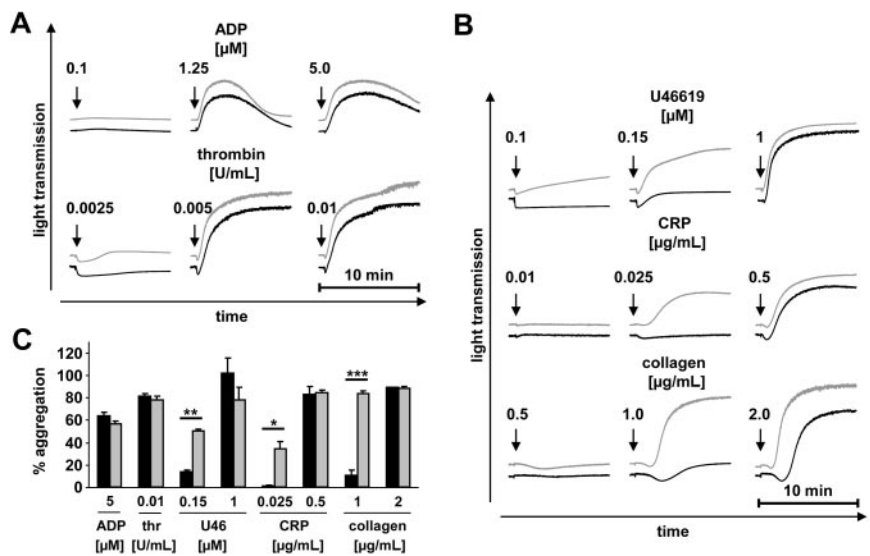 A
ADP
[µM]
0.1 1.25 5.0
thrombin
[U/mL]
0.0025 0.005 0.01
10 min
light transmission
time
B
U46619
[µM]
0.1 0.15 1
CRP
[µg/mL]
0.01 0.025 0.5
collagen
[µg/mL]
0.5 1.0 2.0
10 min
light transmission
time
C
% aggregation
120
100
80
60
40
20
0
** * ***
5 0.01 0.15 1 0.025 0.5 1 2
ADP thr U46 CRP collagen
[µM] [U/mL] [µM] [µg/mL] [µg/mL]